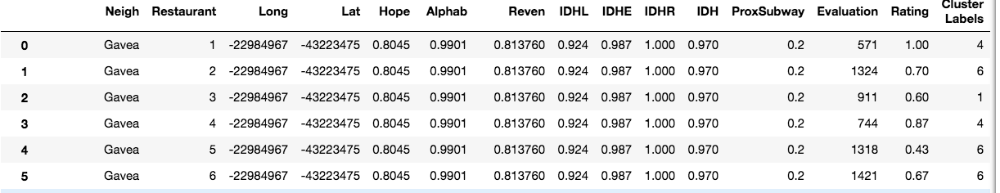 Neigh Restaurant Long Lat Hope Alphab Reven IDHL IDHE IDHR IDH ProxSubway Evaluation Rating Cluster Labels
0 Gavea 1 -22984967 -43223475 0.8045 0.9901 0.813760 0.924 0.987 1.000 0.970 0.2 571 1.00 4
1 Gavea 2 -22984967 -43223475 0.8045 0.9901 0.813760 0.924 0.987 1.000 0.970 0.2 1324 0.70 6
2 Gavea 3 -22984967 -43223475 0.8045 0.9901 0.813760 0.924 0.987 1.000 0.970 0.2 911 0.60 1
3 Gavea 4 -22984967 -43223475 0.8045 0.9901 0.813760 0.924 0.987 1.000 0.970 0.2 744 0.87 4
4 Gavea 5 -22984967 -43223475 0.8045 0.9901 0.813760 0.924 0.987 1.000 0.970 0.2 1318 0.43 6
5 Gavea 6 -22984967 -43223475 0.8045 0.9901 0.813760 0.924 0.987 1.000 0.970 0.2 1421 0.67 6